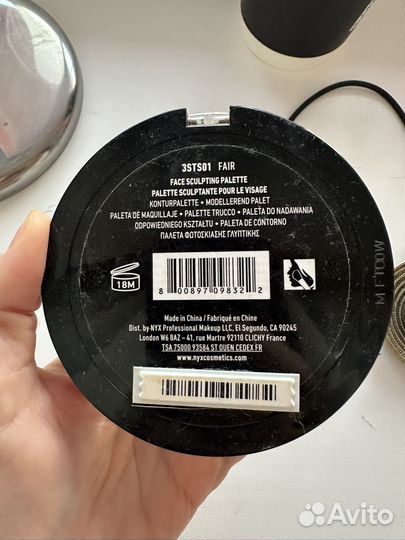 3STS01 FAIR
FACE SCULPTING PALETTE
PALETTE SCULPTANTE POUR LE VISAGE
KONTURPALETTE • MODELLEREND PALET
PALETA DE MAQUILLAJE • PALETTE TRUCCO • PALETA DO NADAWANIA
ODPOWIEDNIEGO KSZTAŁTU • PALETA DE CONTORNO
ΠΑΛΕΤΑ ΦΩΤΟΣΚΙΑΣΗΣ ΓΛΥΠΤΙΚΗΣ
18M
8 00897 09832 2
Made in China / Fabriqué en Chine
Dist. by NYX Professional Makeup LLC, El Segundo, CA 90245
London W6 8AZ – 41, rue Martre 92110 CLICHY France
TSA 75000 93584 ST OUEN CEDEX FR
www.nyxcosmetics.com
Avito